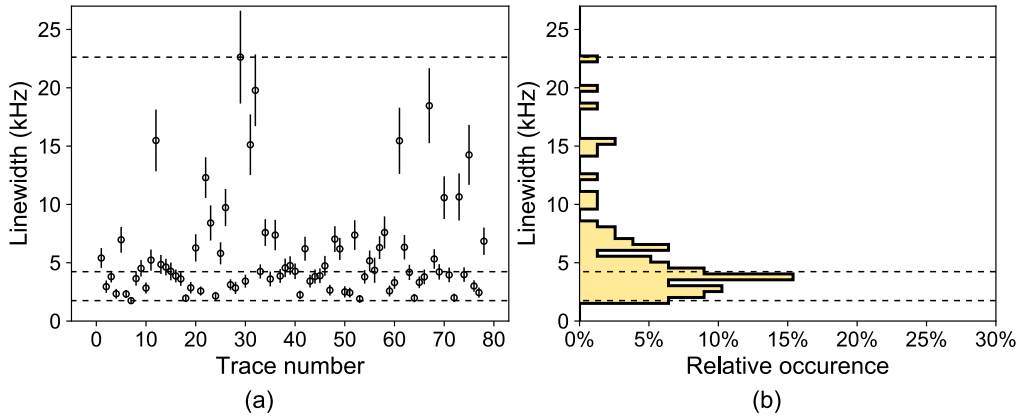 25
20
15
10
5
0
Linewidth (kHz)
0 10 20 30 40 50 60 70 80
Trace number
(a)
25
20
15
10
5
0
Linewidth (kHz)
0% 5% 10% 15% 20% 25% 30%
Relative occurence
(b)